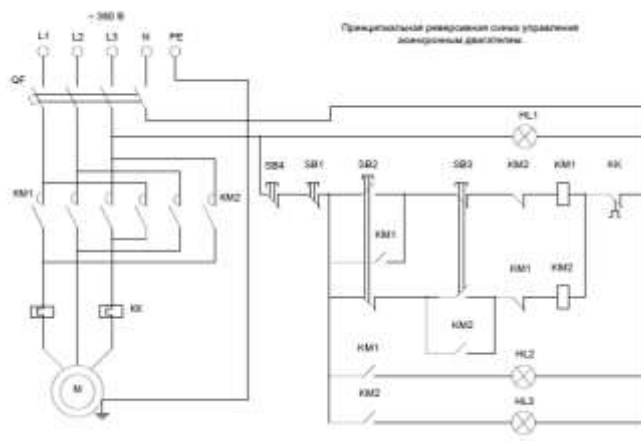 ~ 380 В
Принципиальная реверсивная схема управления
асинхронным двигателем.
L1 L2 L3 N PE
QF
HL1
SB4 SB1 SB2 SB3 KM2 KM1 KK
KM1
KM2
KM1
KM1 KM2
KK
KM2
M
KM1
HL2
KM2
HL3